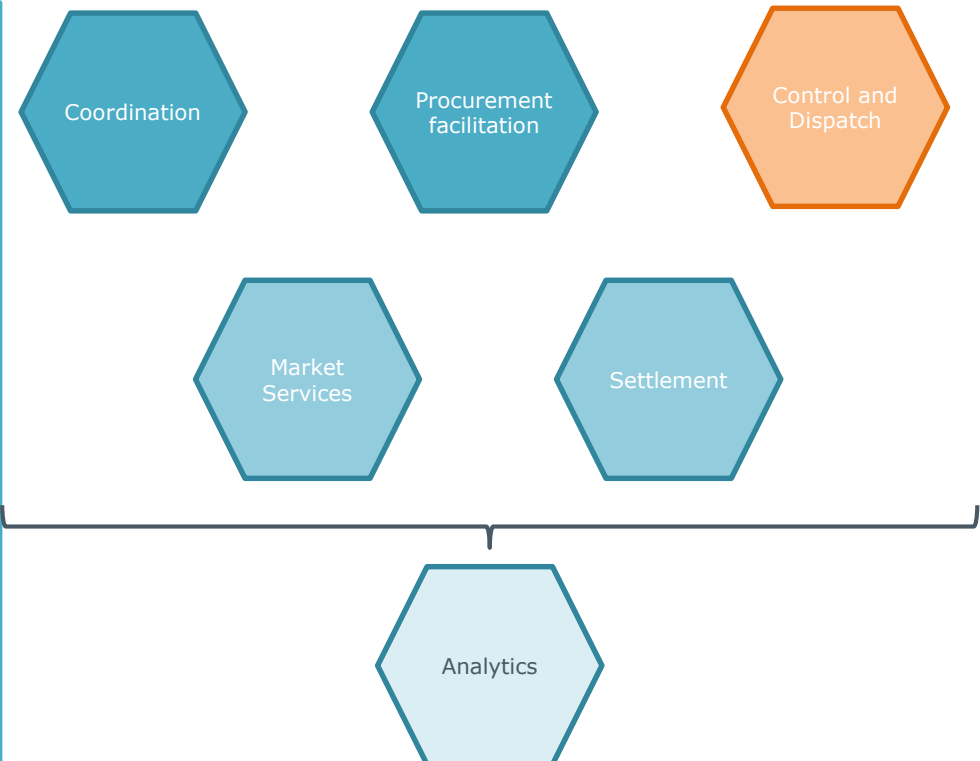 Coordination
Procurement
facilitation
Control and
Dispatch
Market
Services
Settlement
Analytics